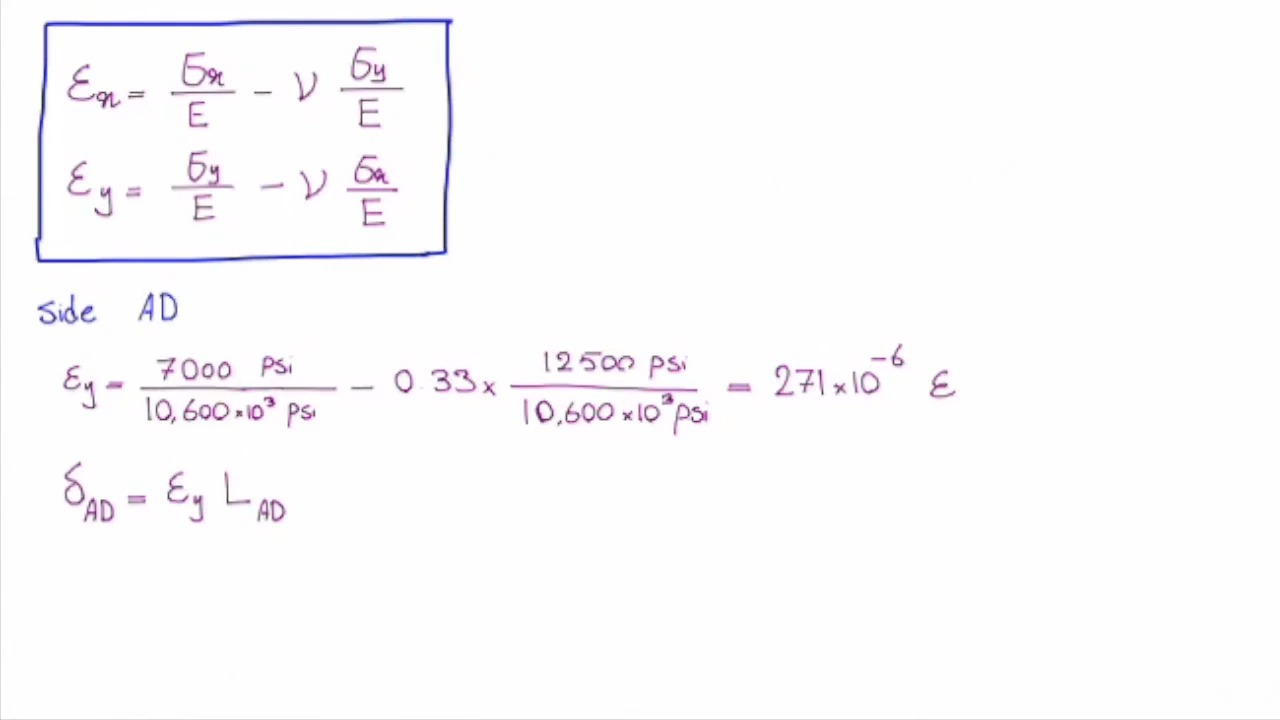 εx = σx/E - ν σy/E
εy = σy/E - ν σx/E
side AD
εy = 7000 psi / 10,600×10³ psi - 0.33 × 12500 psi / 10,600×10³ psi = 271×10⁻⁶ ε
δAD = εy LAD